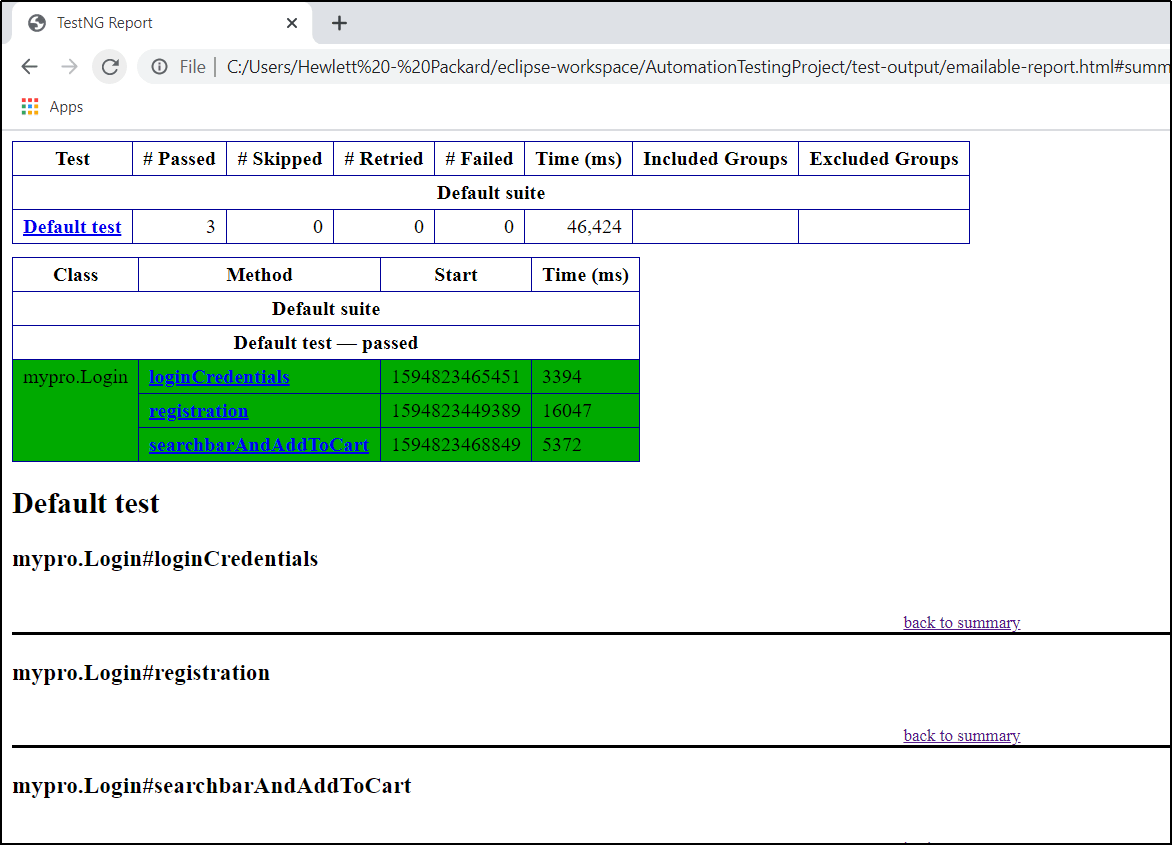 TestNG Report
File | C:/Users/Hewlett%20-%20Packard/eclipse-workspace/AutomationTestingProject/test-output/emailable-report.html#summ
Apps
Test # Passed # Skipped # Retried # Failed Time (ms) Included Groups Excluded Groups
Default suite
Default test 3 0 0 0 46,424
Class Method Start Time (ms)
Default suite
Default test — passed
mypro.Login loginCredentials 1594823465451 3394
registration 1594823449389 16047
searchbarAndAddToCart 1594823468849 5372
Default test
mypro.Login#loginCredentials
back to summary
mypro.Login#registration
back to summary
mypro.Login#searchbarAndAddToCart